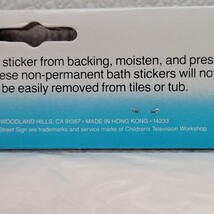 sticker from backing, moisten, and pres
ese non-permanent bath stickers will not
be easily removed from tiles or tub.
WOODLAND HILLS, CA 91367 • MADE IN HONG KONG • 14233
Street Sign are trademarks and service marks of Children's Television Workshop.